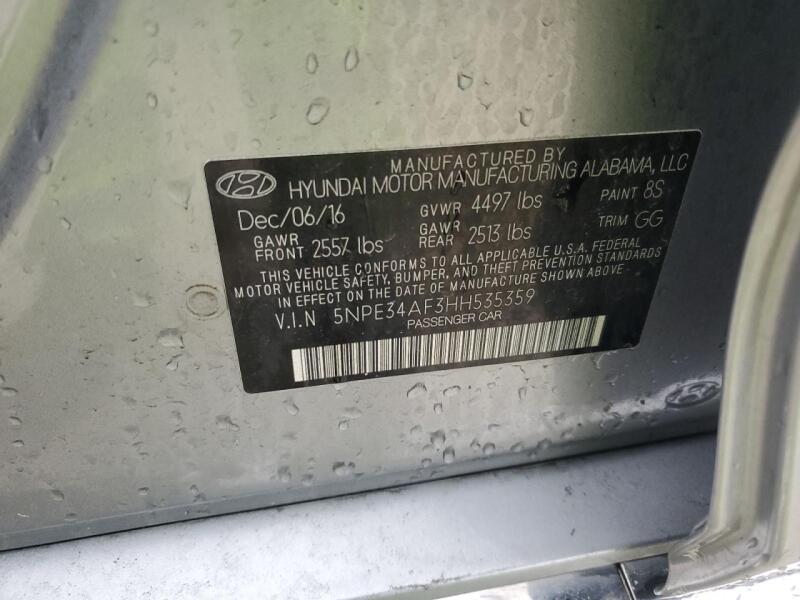 MANUFACTURED BY
HYUNDAI MOTOR MANUFACTURING ALABAMA, LLC
Dec/06/16 GVWR 4497 lbs PAINT 8S
GAWR FRONT 2557 lbs GAWR REAR 2513 lbs TRIM GG
THIS VEHICLE CONFORMS TO ALL APPLICABLE U.S.A. FEDERAL
MOTOR VEHICLE SAFETY, BUMPER, AND THEFT PREVENTION STANDARDS
IN EFFECT ON THE DATE OF MANUFACTURE SHOWN ABOVE
V.I.N 5NPE34AF3HH535359
PASSENGER CAR